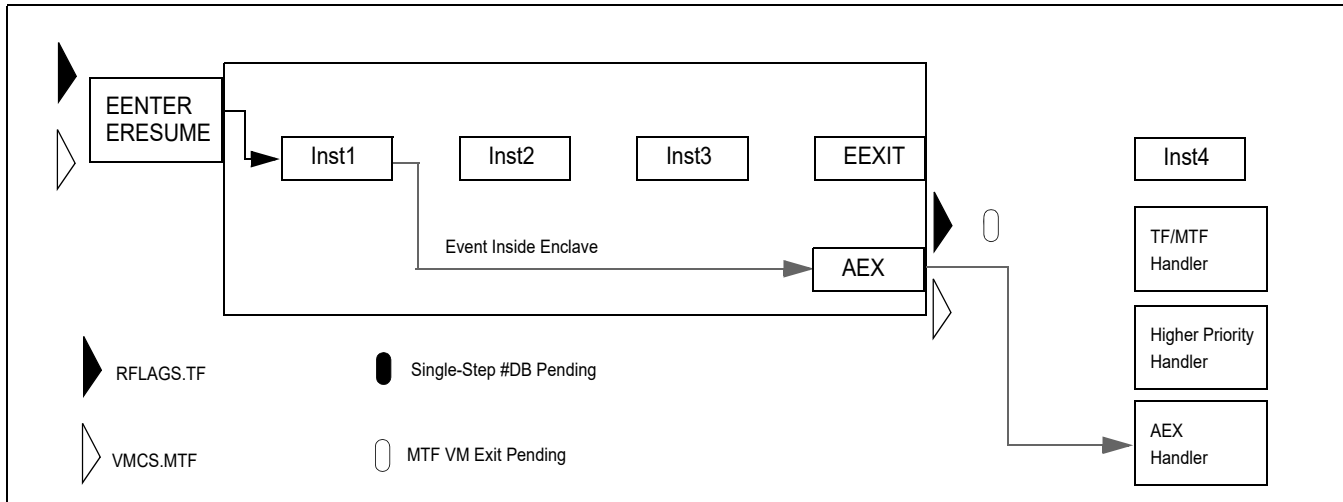 EENTER
ERESUME
Inst1
Inst2
Inst3
EEXIT
Inst4
Event Inside Enclave
AEX
TF/MTF
Handler
Higher Priority
Handler
AEX
Handler
RFLAGS.TF
Single-Step #DB Pending
VMCS.MTF
MTF VM Exit Pending